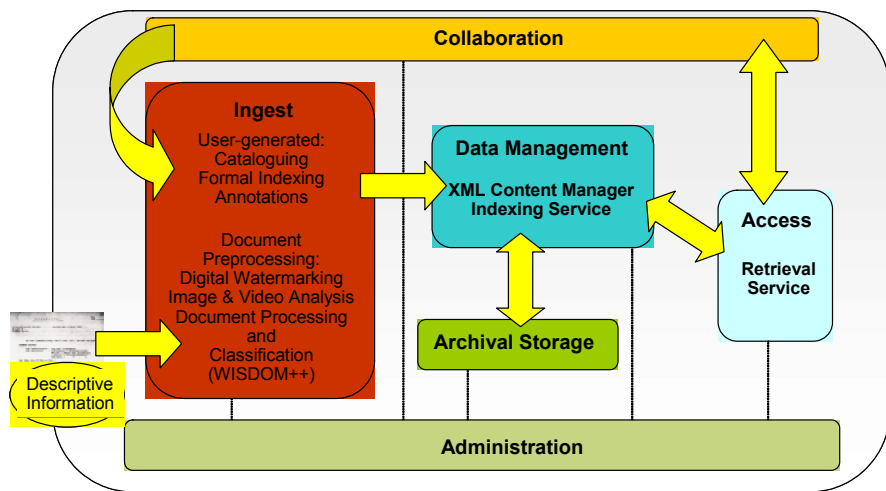 Collaboration
Ingest
User-generated:
Cataloguing
Formal Indexing
Annotations
Document
Preprocessing:
Digital Watermarking
Image & Video Analysis
Document Processing
and
Classification
(WISDOM++)
Data Management
XML Content Manager
Indexing Service
Access
Retrieval
Service
Archival Storage
Descriptive
Information
Administration